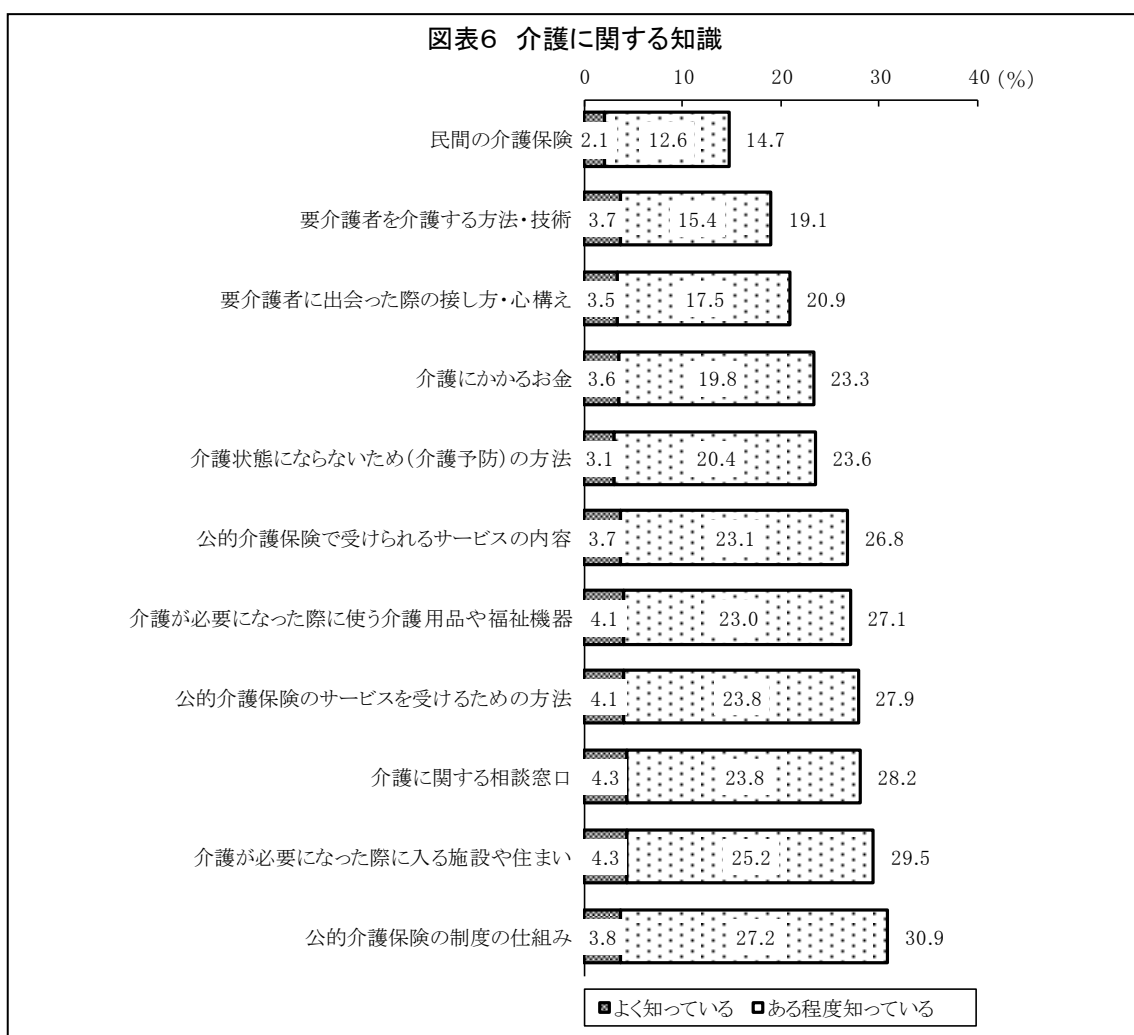 図表６　介護に関する知識
0 10 20 30 40 (%)
民間の介護保険 2.1 12.6 14.7
要介護者を介護する方法・技術 3.7 15.4 19.1
要介護者に出会った際の接し方・心構え 3.5 17.5 20.9
介護にかかるお金 3.6 19.8 23.3
介護状態にならないため(介護予防)の方法 3.1 20.4 23.6
公的介護保険で受けられるサービスの内容 3.7 23.1 26.8
介護が必要になった際に使う介護用品や福祉機器 4.1 23.0 27.1
公的介護保険のサービスを受けるための方法 4.1 23.8 27.9
介護に関する相談窓口 4.3 23.8 28.2
介護が必要になった際に入る施設や住まい 4.3 25.2 29.5
公的介護保険の制度の仕組み 3.8 27.2 30.9
よく知っている ある程度知っている